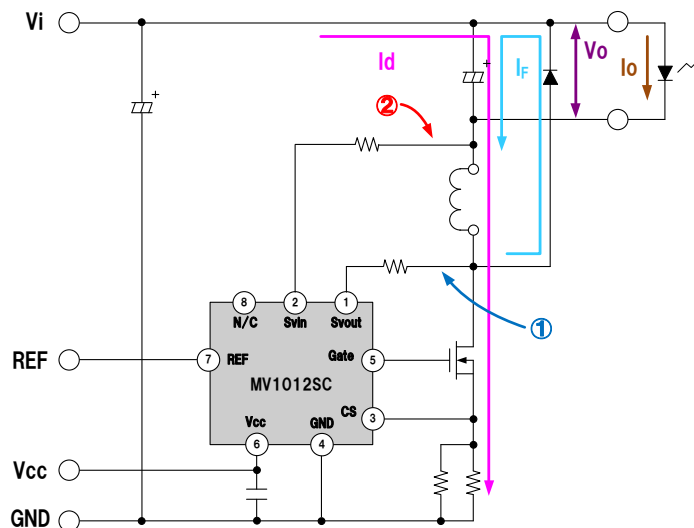 Vi
+
+
Id
I_F
Vo
Io
②
①
8
2
1
N/C
Svin
Svout
REF
7
REF
Gate
5
MV1012SC
CS
3
Vcc
GND
6
4
Vcc
GND